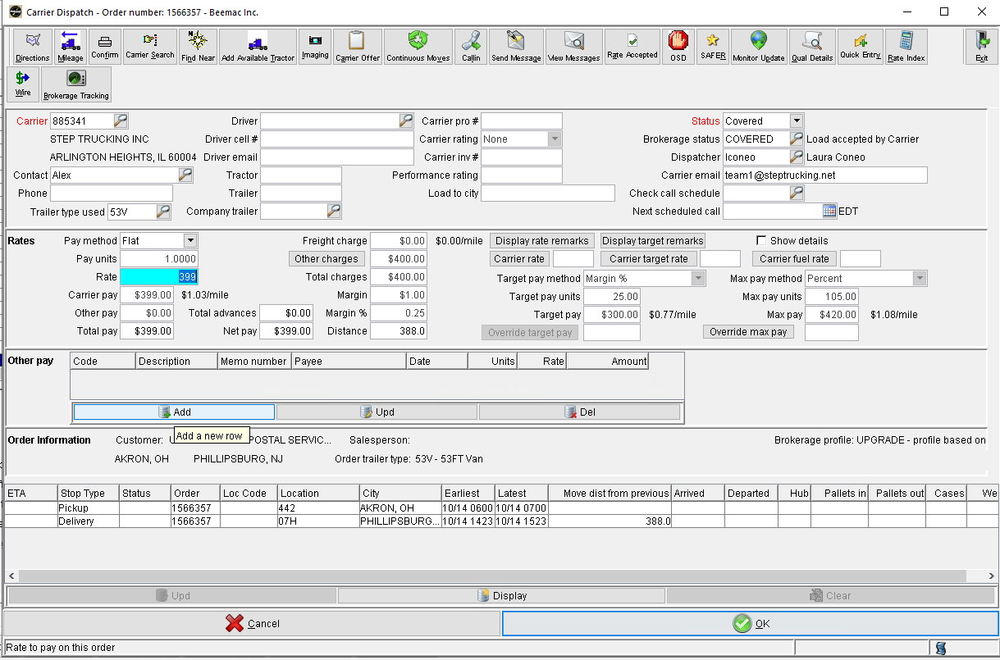 Carrier Dispatch - Order number: 1566357 - Beemac Inc.
Directions Mileage Confirm Carrier Search Find Near Add Available Tractor Imaging Carrier Offer Continuous Moves Callin Send Message View Messages Rate Accepted OSD SAFER Monitor Update Qual Details Quick Entry Rate Index Exit
Wire Brokerage Tracking
Carrier 885341 Driver Carrier pro # Status Covered
STEP TRUCKING INC Driver cell # Carrier rating None Brokerage status COVERED Load accepted by Carrier
ARLINGTON HEIGHTS, IL 60004 Driver email Carrier inv # Dispatcher lconeo Laura Coneo
Contact Alex Tractor Performance rating Carrier email team1@steptrucking.net
Phone Trailer Load to city Check call schedule
Trailer type used 53V Company trailer Next scheduled call EDT
Rates Pay method Flat Freight charge $0.00 $0.00/mile Display rate remarks Display target remarks Show details
Pay units 1.0000 Other charges $400.00 Carrier rate Carrier target rate Carrier fuel rate
Rate 399 Total charges $400.00 Target pay method Margin % Max pay method Percent
Carrier pay $399.00 $1.03/mile Margin $1.00 Target pay units 25.00 Max pay units 105.00
Other pay $0.00 Total advances $0.00 Margin % 0.25 Target pay $300.00 $0.77/mile Max pay $420.00 $1.08/mile
Total pay $399.00 Net pay $399.00 Distance 388.0 Override target pay Override max pay
Other pay Code Description Memo number Payee Date Units Rate Amount
Add Upd Del
Add a new row
Order Information Customer: U POSTAL SERVIC... Salesperson: Brokerage profile: UPGRADE - profile based on
AKRON, OH PHILLIPSBURG, NJ Order trailer type: 53V - 53FT Van
ETA Stop Type Status Order Loc Code Location City Earliest Latest Move dist from previous Arrived Departed Hub Pallets in Pallets out Cases We
Pickup 1566357 442 AKRON, OH 10/14 0600 10/14 0700
Delivery 1566357 07H PHILLIPSBURG... 10/14 1423 10/14 1523 388.0
Upd Display Clear
Cancel OK
Rate to pay on this order